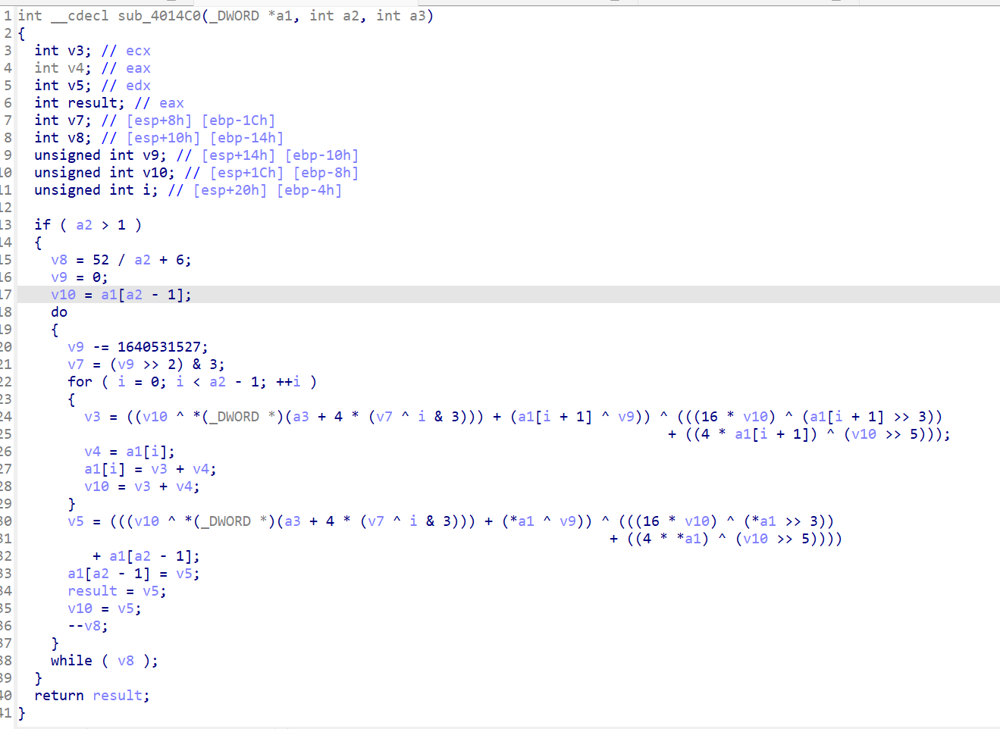 1 int __cdecl sub_4014C0(_DWORD *a1, int a2, int a3)
2 {
3   int v3; // ecx
4   int v4; // eax
5   int v5; // edx
6   int result; // eax
7   int v7; // [esp+8h] [ebp-1Ch]
8   int v8; // [esp+10h] [ebp-14h]
9   unsigned int v9; // [esp+14h] [ebp-10h]
10   unsigned int v10; // [esp+1Ch] [ebp-8h]
11   unsigned int i; // [esp+20h] [ebp-4h]
12
13   if ( a2 > 1 )
14   {
15     v8 = 52 / a2 + 6;
16     v9 = 0;
17     v10 = a1[a2 - 1];
18     do
19     {
20       v9 -= 1640531527;
21       v7 = (v9 >> 2) & 3;
22       for ( i = 0; i < a2 - 1; ++i )
23       {
24         v3 = ((v10 ^ *(_DWORD *)(a3 + 4 * (v7 ^ i & 3))) + (a1[i + 1] ^ v9)) ^ (((16 * v10) ^ (a1[i + 1] >> 3))
25                                                                               + ((4 * a1[i + 1]) ^ (v10 >> 5)));
26         v4 = a1[i];
27         a1[i] = v3 + v4;
28         v10 = v3 + v4;
29       }
30       v5 = (((v10 ^ *(_DWORD *)(a3 + 4 * (v7 ^ i & 3))) + (*a1 ^ v9)) ^ (((16 * v10) ^ (*a1 >> 3))
31                                                                        + ((4 * *a1) ^ (v10 >> 5))))
32          + a1[a2 - 1];
33       a1[a2 - 1] = v5;
34       result = v5;
35       v10 = v5;
36       --v8;
37     }
38     while ( v8 );
39   }
40   return result;
41 }